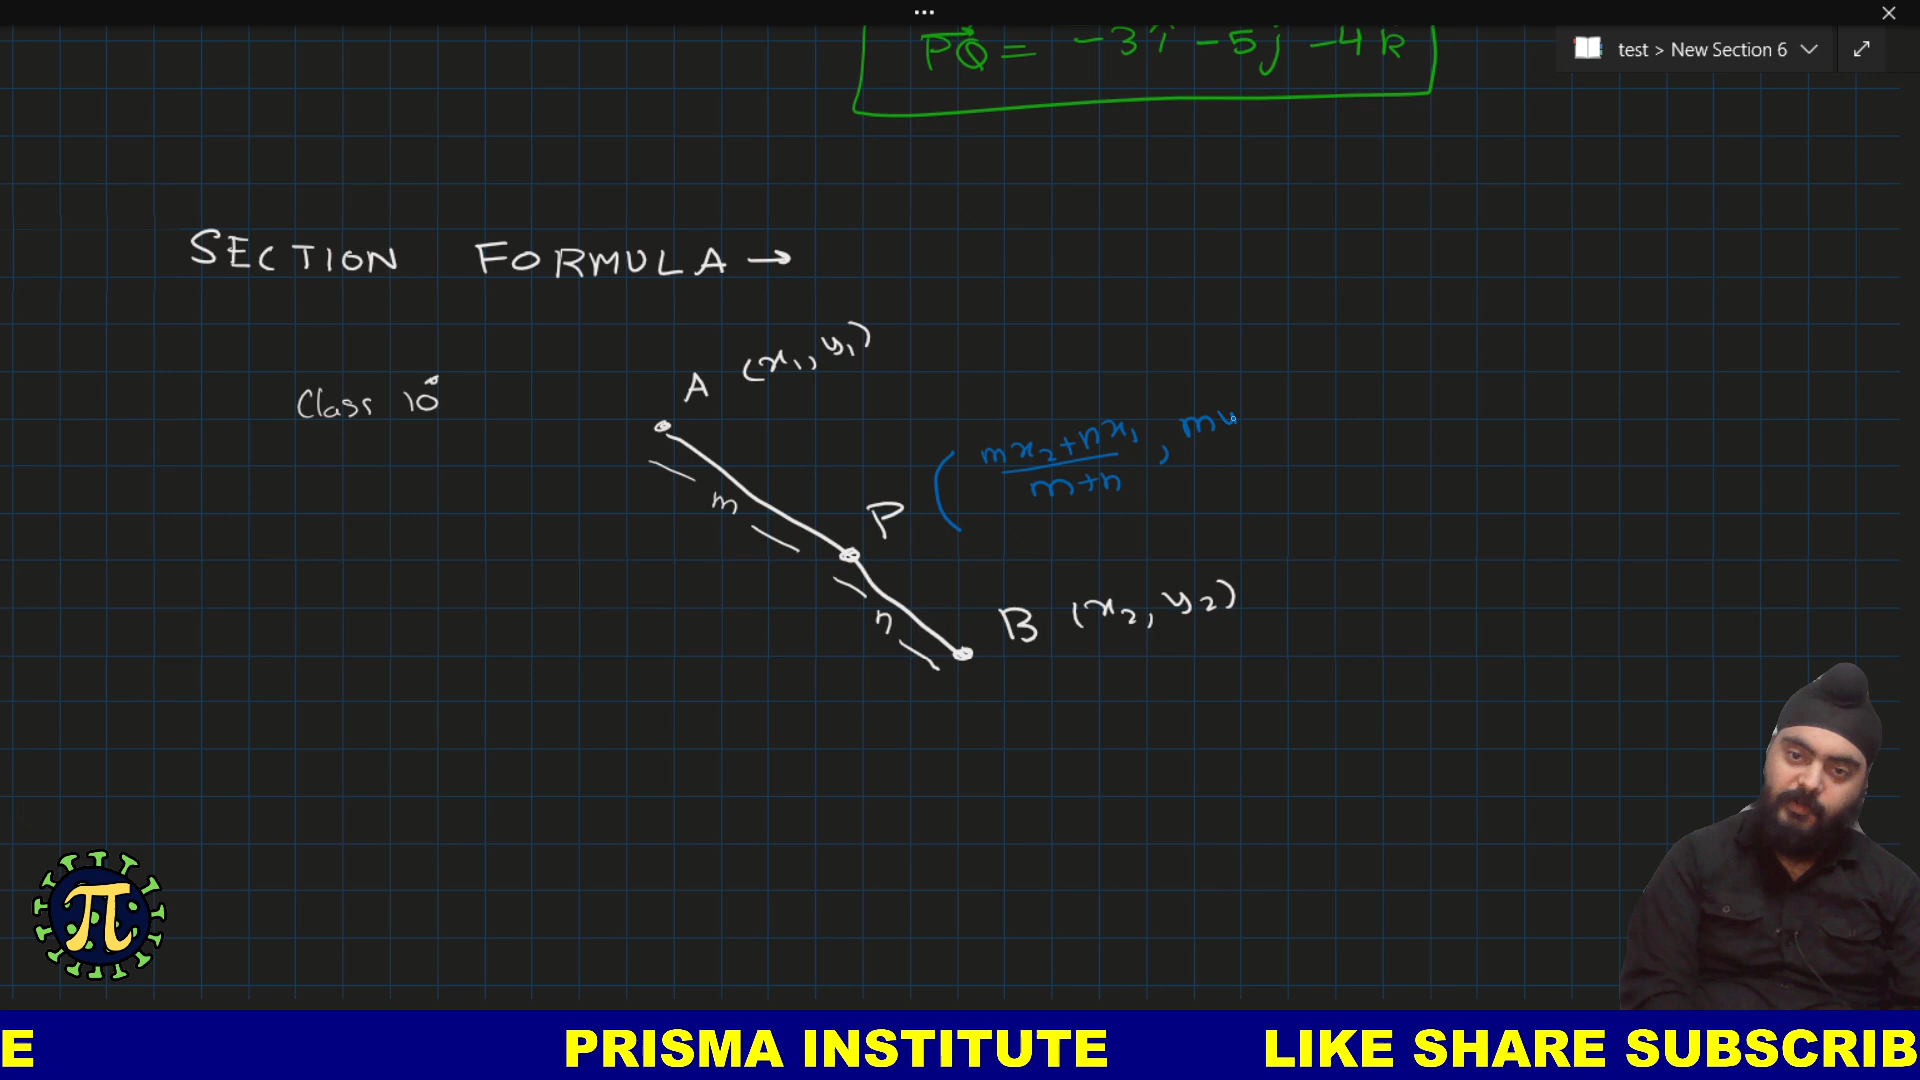 ...
test > New Section 6
PQ = -3i -5j -4k
SECTION FORMULA →
Class 10
A (x₁, y₁)
(mx₂+nx₁, m
m+n
m
P
n
B (x₂, y₂)
π
E PRISMA INSTITUTE LIKE SHARE SUBSCRIB